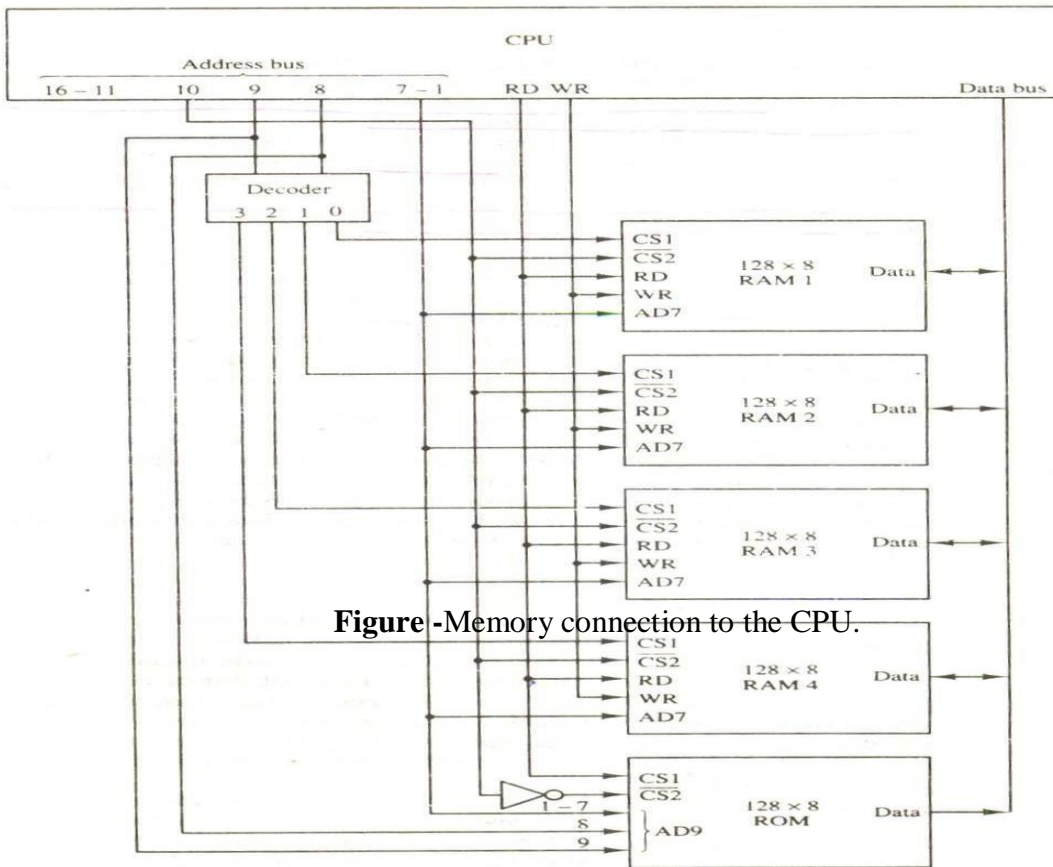 CPU
Address bus
16 – 11 10 9 8 7 – 1 RD WR Data bus
Decoder
3 2 1 0
CS1
CS2
RD
WR
AD7
128 × 8
RAM 1
Data
CS1
CS2
RD
WR
AD7
128 × 8
RAM 2
Data
CS1
CS2
RD
WR
AD7
128 × 8
RAM 3
Data
Figure -Memory connection to the CPU.
CS1
CS2
RD
WR
AD7
128 × 8
RAM 4
Data
CS1
CS2
1 – 7
8
9
AD9
128 × 8
ROM
Data